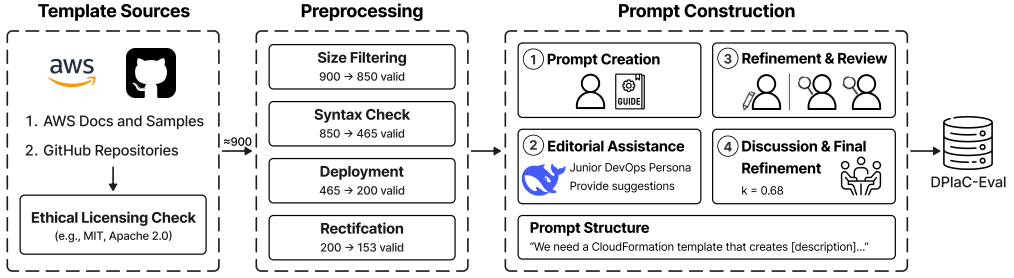 Template Sources
aws
1. AWS Docs and Samples
2. GitHub Repositories
Ethical Licensing Check
(e.g., MIT, Apache 2.0)
≈900
Preprocessing
Size Filtering
900 → 850 valid
Syntax Check
850 → 465 valid
Deployment
465 → 200 valid
Rectifcation
200 → 153 valid
Prompt Construction
1 Prompt Creation
GUIDE
2 Editorial Assistance
Junior DevOps Persona
Provide suggestions
3 Refinement & Review
4 Discussion & Final
Refinement
k = 0.68
Prompt Structure
“We need a CloudFormation template that creates [description]...”
DPIaC-Eval